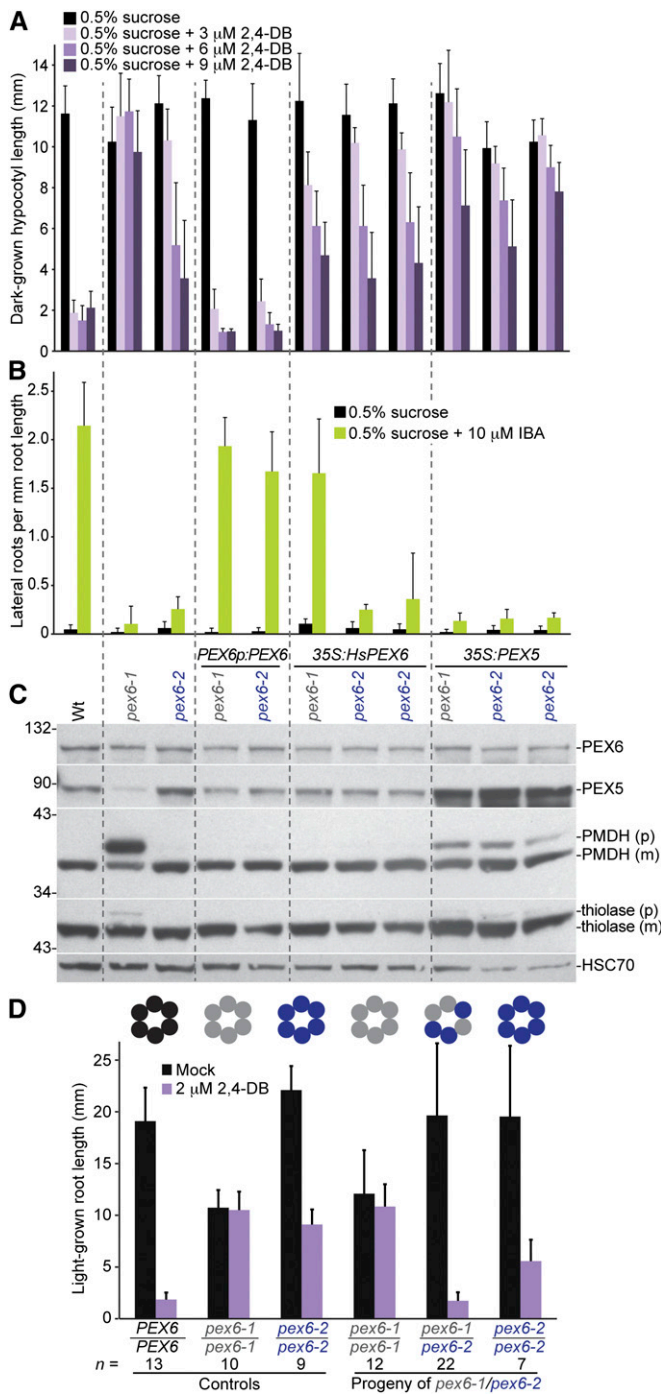 A
0.5% sucrose
0.5% sucrose + 3 μM 2,4-DB
0.5% sucrose + 6 μM 2,4-DB
0.5% sucrose + 9 μM 2,4-DB
Dark-grown hypocotyl length (mm)
14
12
10
8
6
4
2
0
B
0.5% sucrose
0.5% sucrose + 10 μM IBA
Lateral roots per mm root length
2.5
2.0
1.5
1.0
0.5
0
PEX6p:PEX6 35S:HsPEX6 35S:PEX5
C
Wt pex6-1 pex6-2 pex6-1 pex6-2 pex6-1 pex6-2 pex6-2 pex6-1 pex6-2 pex6-2
132-
-PEX6
90-
-PEX5
43-
-PMDH (p)
-PMDH (m)
34-
-thiolase (p)
-thiolase (m)
43-
-HSC70
D
Mock
2 μM 2,4-DB
Light-grown root length (mm)
25
20
15
10
5
0
PEX6 pex6-1 pex6-2 pex6-1 pex6-1 pex6-2
PEX6 pex6-1 pex6-2 pex6-1 pex6-2 pex6-2
n = 13 10 9 12 22 7
Controls Progeny of pex6-1/pex6-2